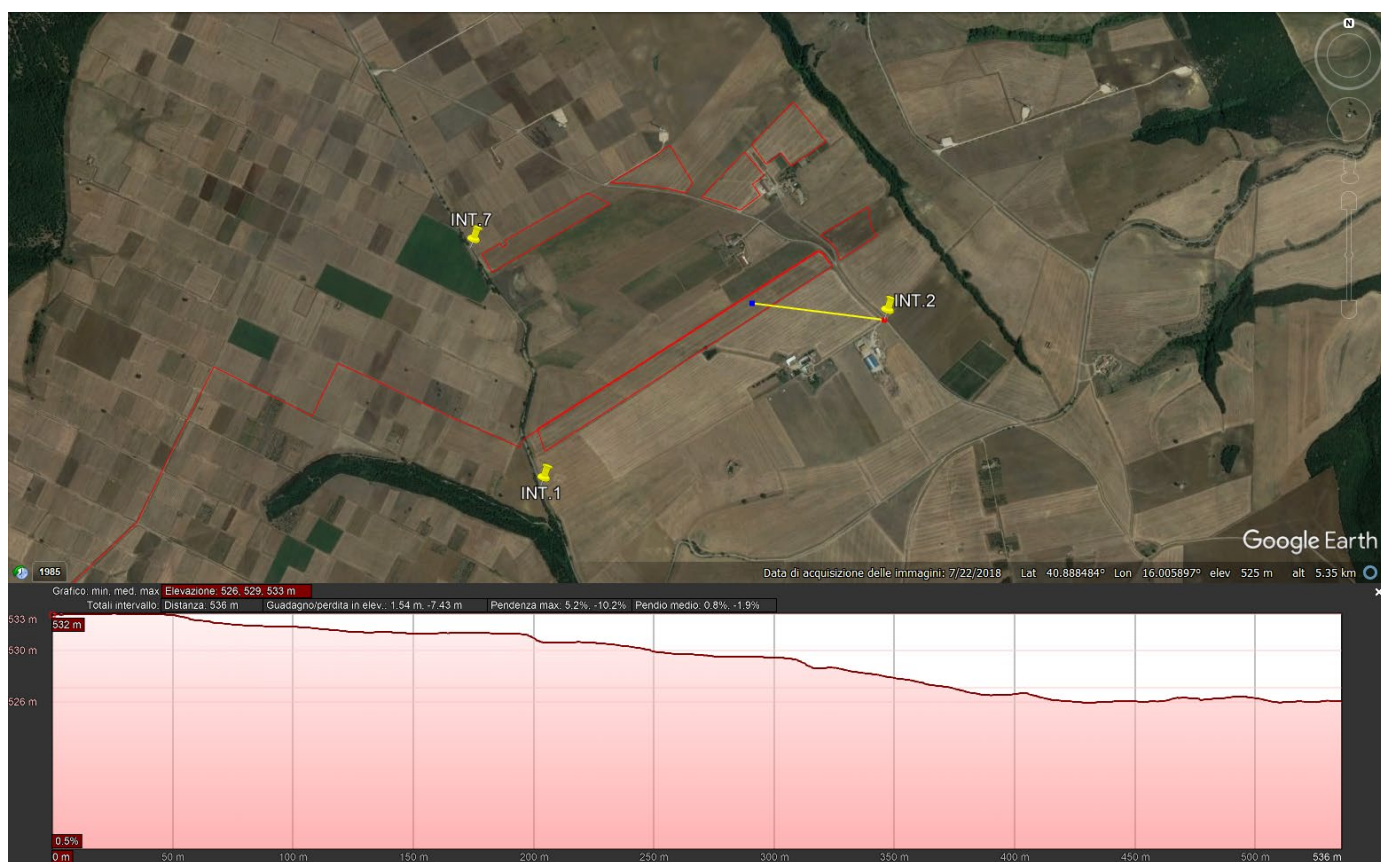 N
INT.7
INT.2
INT.1
Google Earth
1985
Data di acquisizione delle immagini: 7/22/2018 Lat 40.888484° Lon 16.005897° elev 525 m alt 5.35 km
Grafico: min. med. max Elevazione: 526, 529, 533 m
Totali intervallo: Distanza: 536 m Guadagno/perdita in elev.: 1.54 m, -7.43 m Pendenza max: 5.2%, -10.2% Pendio medio: 0.8%, -1.9%
533 m
532 m
530 m
526 m
0.5%
0 m 50 m 100 m 150 m 200 m 250 m 300 m 350 m 400 m 450 m 500 m 536 m